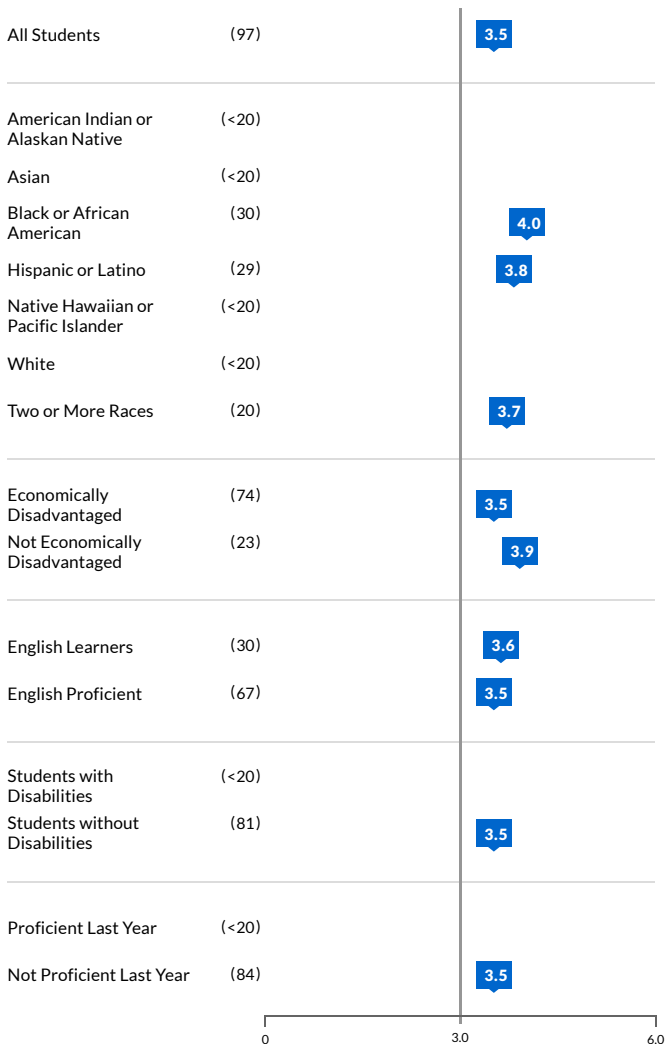 All Students (97) 3.5
American Indian or (<20)
Alaskan Native
Asian (<20)
Black or African (30) 4.0
American
Hispanic or Latino (29) 3.8
Native Hawaiian or (<20)
Pacific Islander
White (<20)
Two or More Races (20) 3.7
Economically (74) 3.5
Disadvantaged
Not Economically (23) 3.9
Disadvantaged
English Learners (30) 3.6
English Proficient (67) 3.5
Students with (<20)
Disabilities
Students without (81) 3.5
Disabilities
Proficient Last Year (<20)
Not Proficient Last Year (84) 3.5
0 3.0 6.0